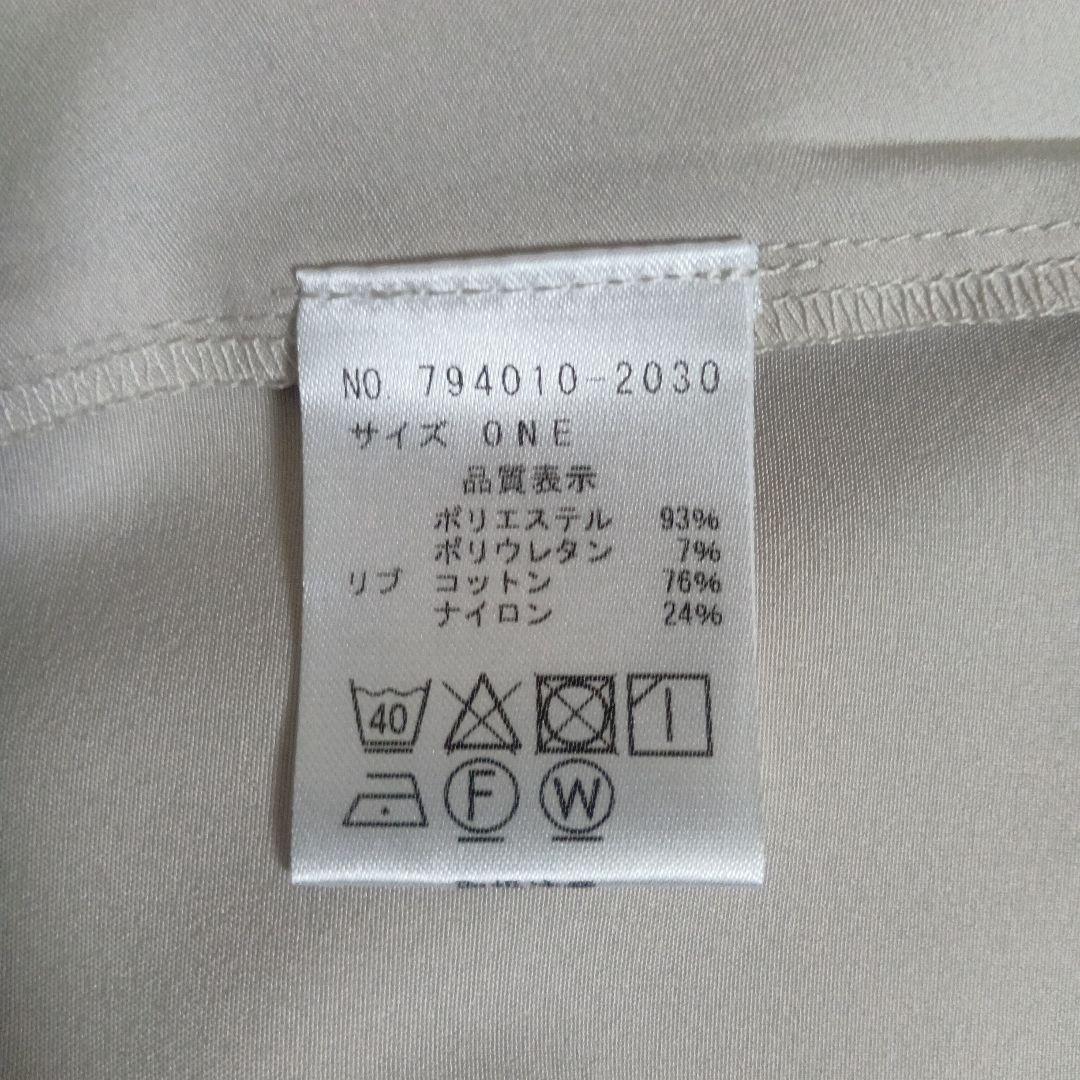 NO. 794010-2030
サイズ ONE
品質表示
ポリエステル 93%
ポリウレタン 7%
リブ コットン 76%
ナイロン 24%
40
F W